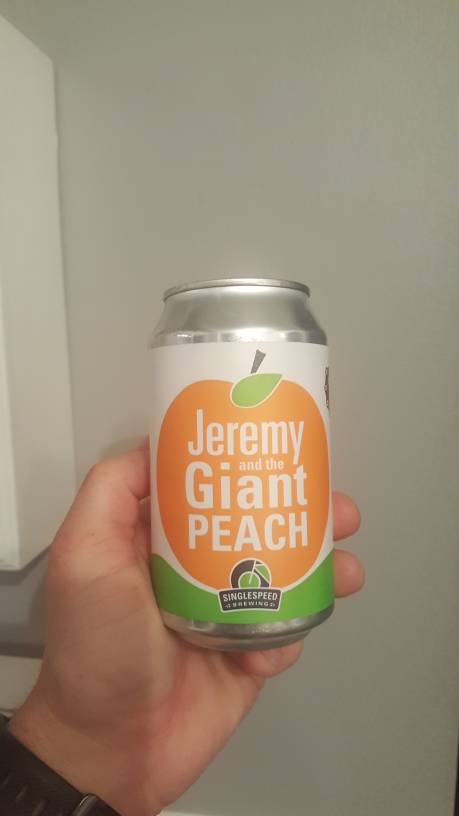 Jeremy
and the
Giant
PEACH
SINGLESPEED
BREWING